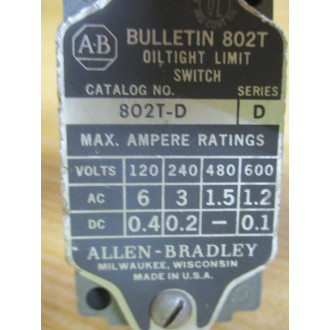 A-B BULLETIN 802T
OILTIGHT LIMIT
SWITCH
CATALOG NO. SERIES
802T-D D
MAX. AMPERE RATINGS
VOLTS 120 240 480 600
AC 6 3 1.5 1.2
DC 0.4 0.2 – 0.1
ALLEN-BRADLEY
MILWAUKEE, WISCONSIN
MADE IN U.S.A.